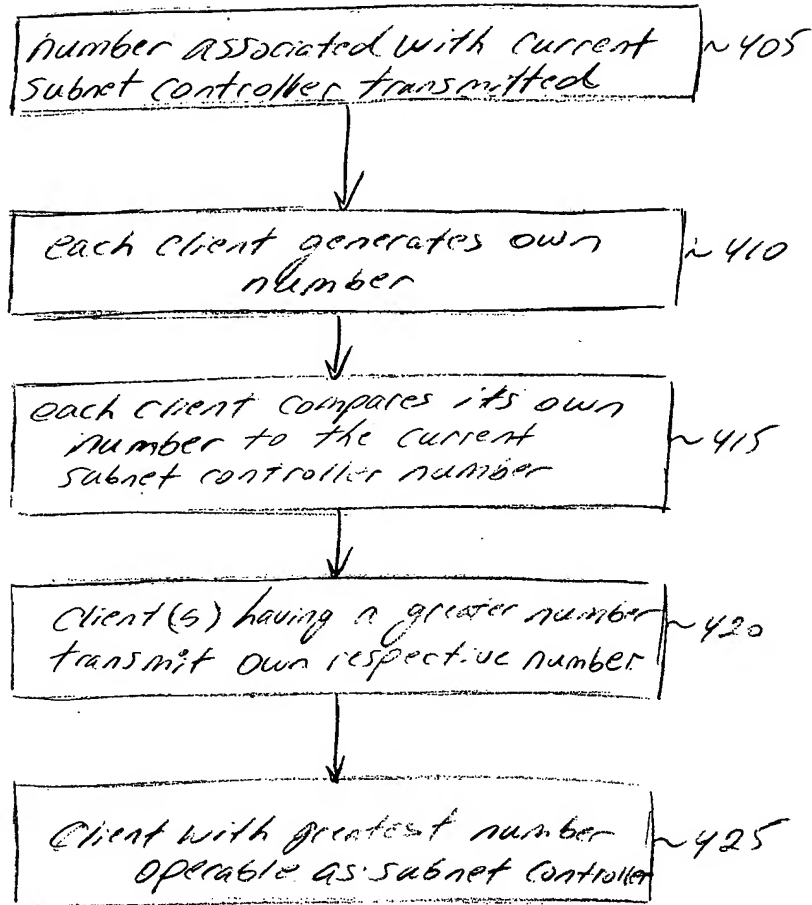 number associated with current ~405
subnet controller transmitted
each client generates own ~410
number
each client compares its own
number to the current ~415
subnet controller number
client(s) having a greater number ~420
transmit own respective number
Client with greatest number ~425
operable as subnet controller